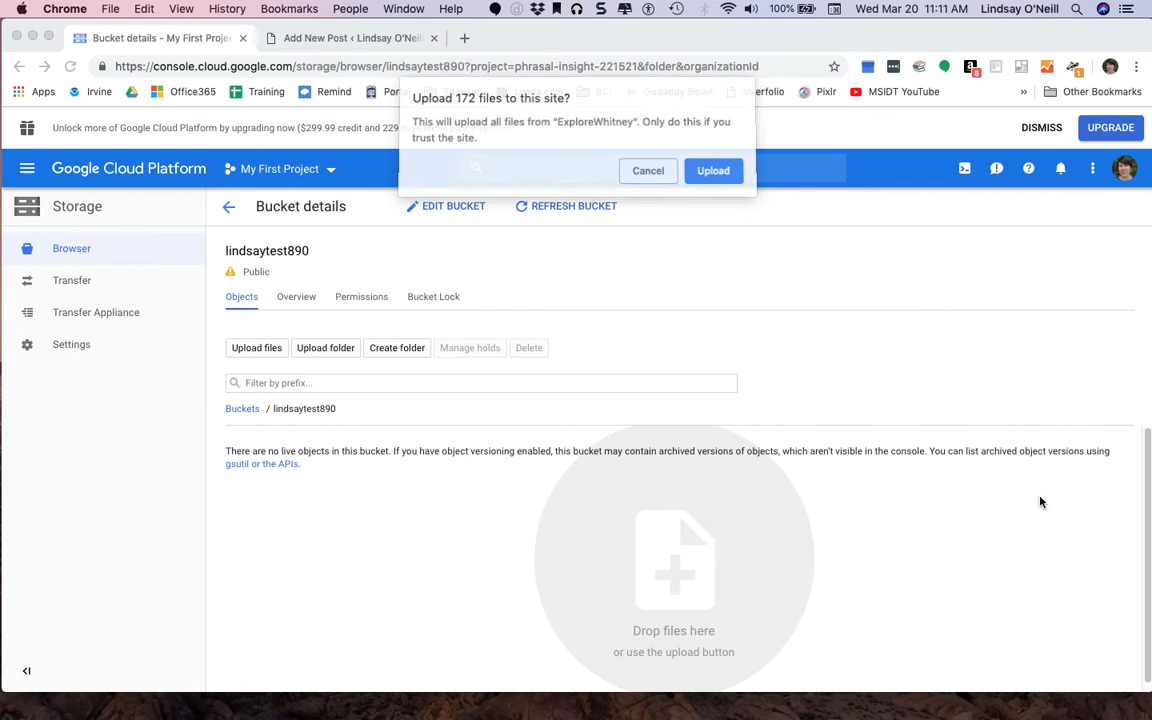 Chrome File Edit View History Bookmarks People Window Help 100% Wed Mar 20 11:11 AM Lindsay O'Neill
Bucket details - My First Projec Add New Post ‹ Lindsay O'Neil
https://console.cloud.google.com/storage/browser/lindsaytest890?project=phrasal-insight-221521&folder&organizationId
Apps Irvine Office365 Training Remind Interfolio Pixlr MSIDT YouTube » Other Bookmarks
Upload 172 files to this site?
This will upload all files from "ExploreWhitney". Only do this if you
trust the site.
Cancel Upload
Unlock more of Google Cloud Platform by upgrading now ($299.99 credit and 229 DISMISS UPGRADE
Google Cloud Platform My First Project
Storage Bucket details EDIT BUCKET REFRESH BUCKET
Browser
Transfer
Transfer Appliance
Settings
lindsaytest890
Public
Objects Overview Permissions Bucket Lock
Upload files Upload folder Create folder Manage holds Delete
Filter by prefix...
Buckets / lindsaytest890
There are no live objects in this bucket. If you have object versioning enabled, this bucket may contain archived versions of objects, which aren't visible in the console. You can list archived object versions using
gsutil or the APIs.
Drop files here
or use the upload button